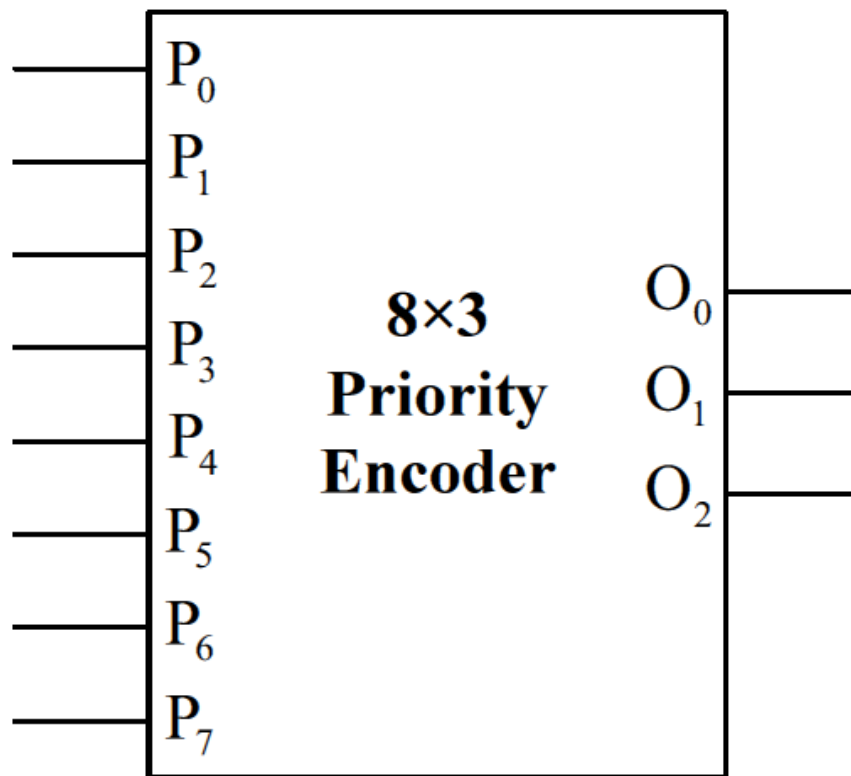 P₀
P₁
P₂
P₃
P₄
P₅
P₆
P₇
8×3
Priority
Encoder
O₀
O₁
O₂